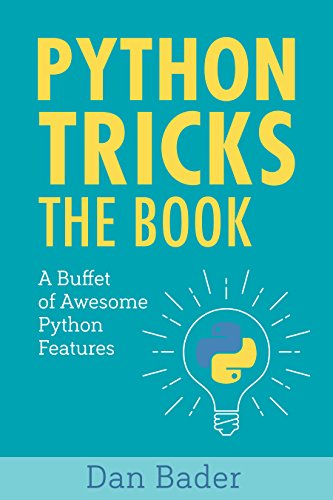 PYTHON
TRICKS
THE BOOK
A Buffet
of Awesome
Python
Features
Dan Bader